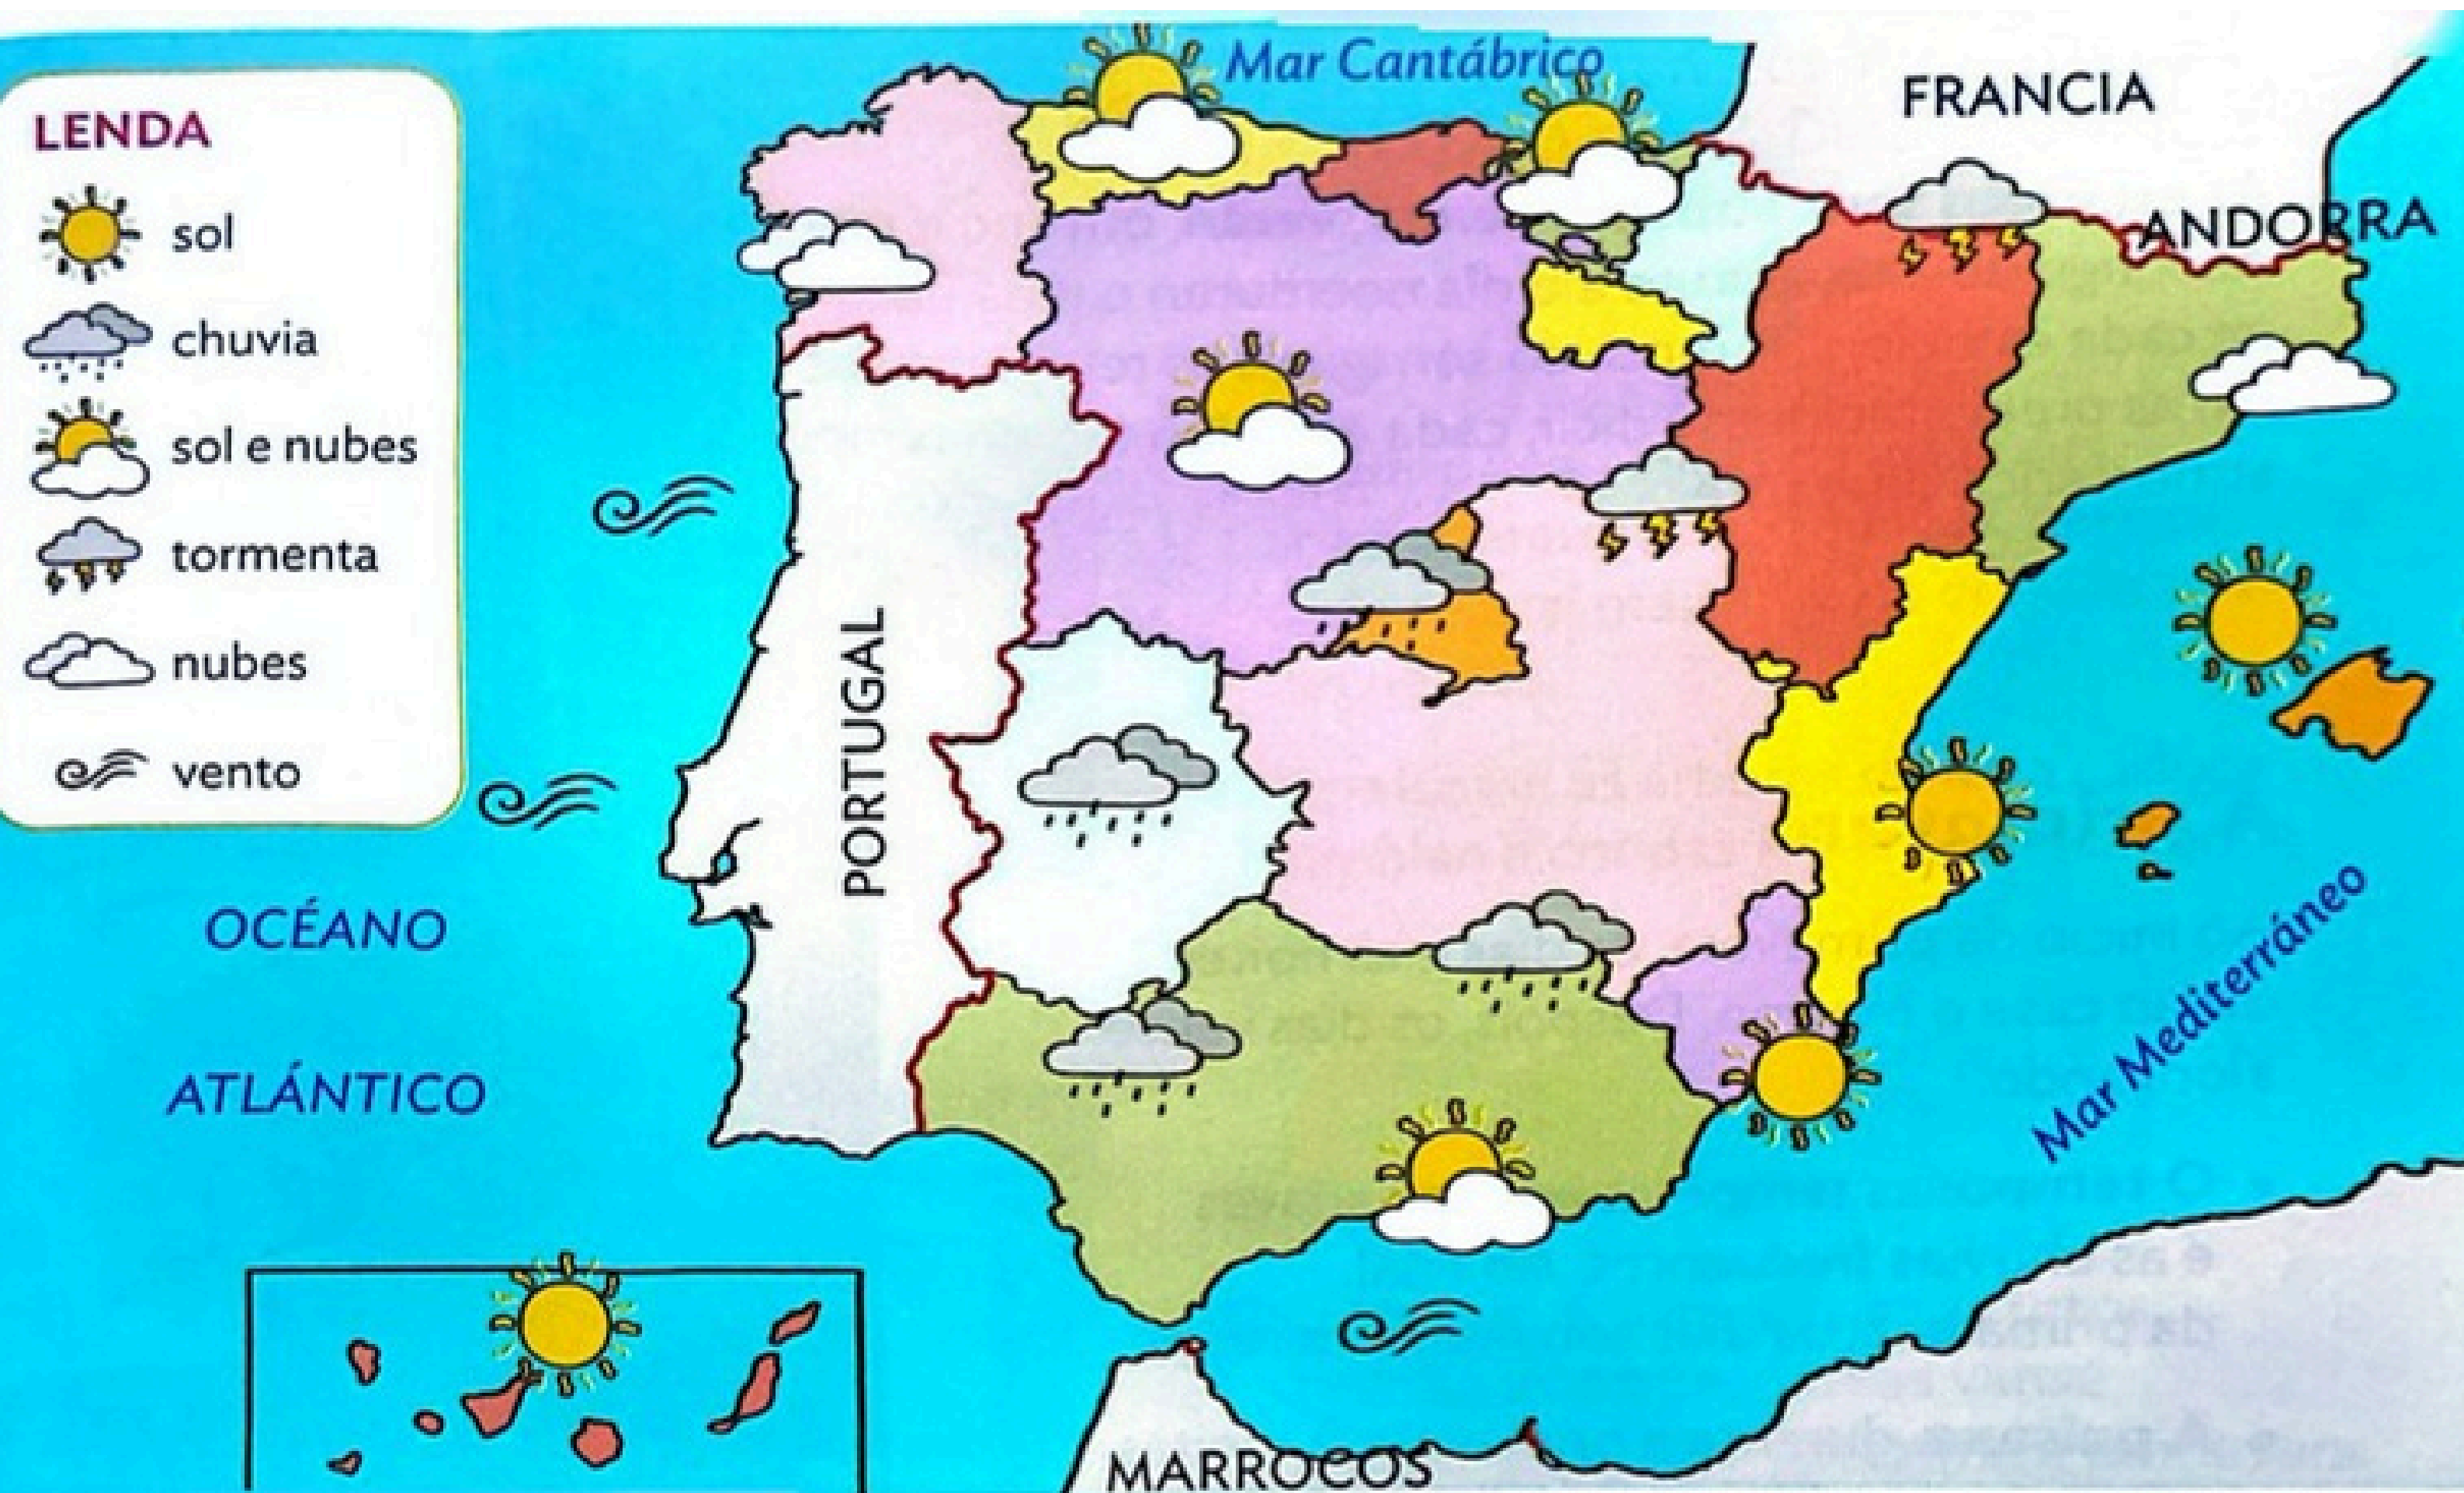 LENDA
sol
chuvia
sol e nubes
tormenta
nubes
vento
Mar Cantábrico
FRANCIA
ANDORRA
PORTUGAL
OCÉANO
ATLÁNTICO
Mar Mediterráneo
MARROCOS